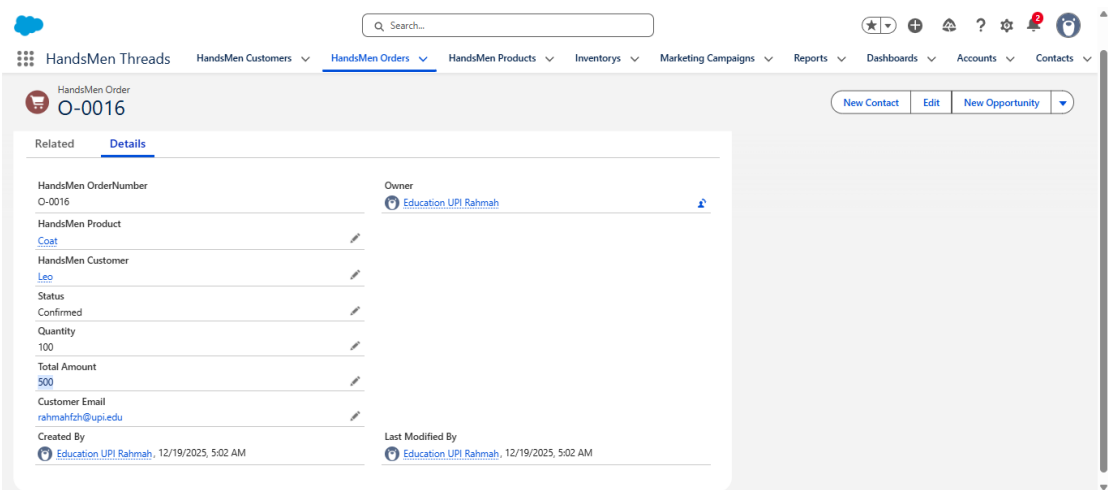 Search...
2
HandsMen Threads HandsMen Customers HandsMen Orders HandsMen Products Inventorys Marketing Campaigns Reports Dashboards Accounts Contacts
HandsMen Order
O-0016
New Contact Edit New Opportunity
Related Details
HandsMen OrderNumber
O-0016
Owner
Education UPI Rahmah
HandsMen Product
Coat
HandsMen Customer
Leo
Status
Confirmed
Quantity
100
Total Amount
500
Customer Email
rahmahfzh@upi.edu
Created By
Education UPI Rahmah, 12/19/2025, 5:02 AM
Last Modified By
Education UPI Rahmah, 12/19/2025, 5:02 AM